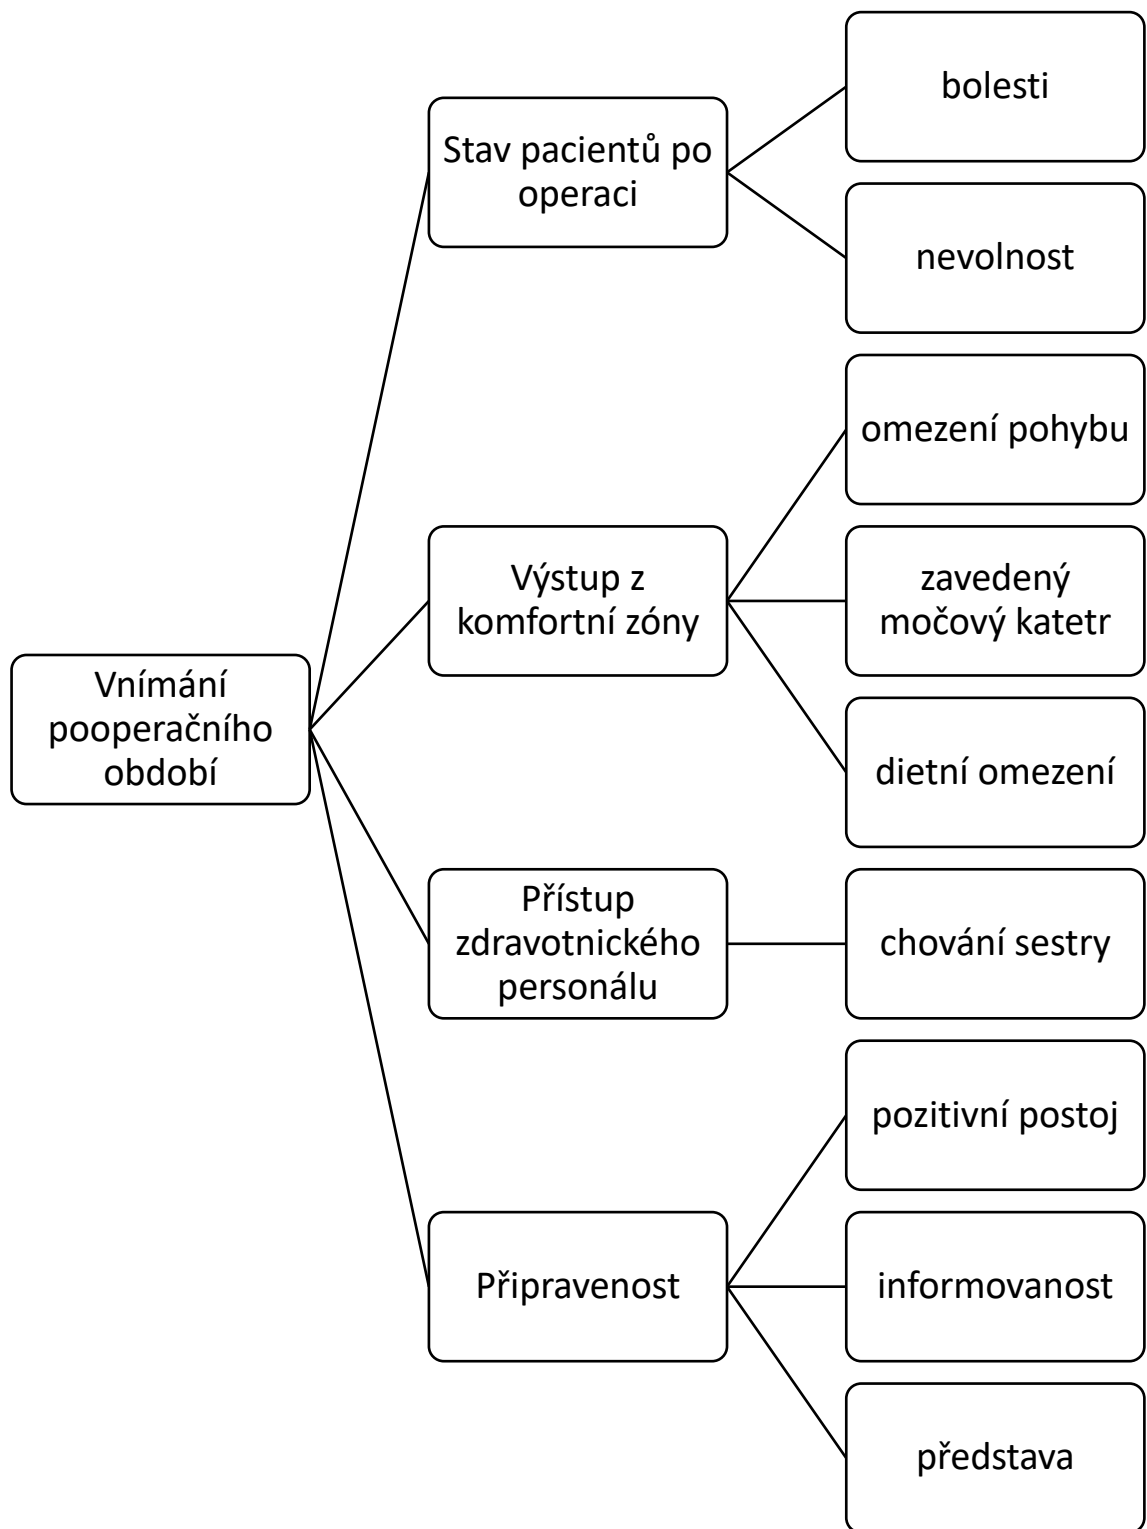 Vnímání
pooperačního
období
Stav pacientů po
operaci
bolesti
nevolnost
Výstup z
komfortní zóny
omezení pohybu
zavedený
močový katetr
dietní omezení
Přístup
zdravotnického
personálu
chování sestry
Připravenost
pozitivní postoj
informovanost
představa